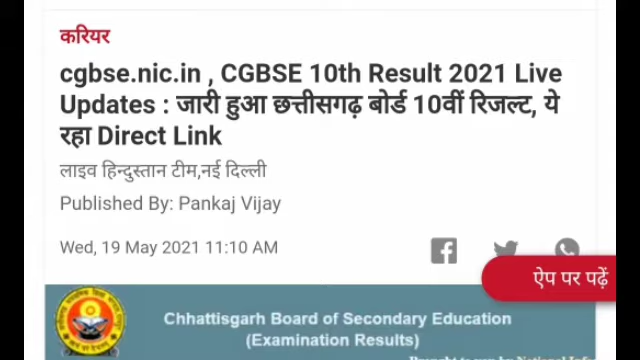 करियर
cgbse.nic.in , CGBSE 10th Result 2021 Live
Updates : जारी हुआ छत्तीसगढ़ बोर्ड 10वीं रिजल्ट, ये
रहा Direct Link
लाइव हिन्दुस्तान टीम,नई दिल्ली
Published By: Pankaj Vijay
Wed, 19 May 2021 11:10 AM
ऐप पर पढ़ें
Chhattisgarh Board of Secondary Education
(Examination Results)